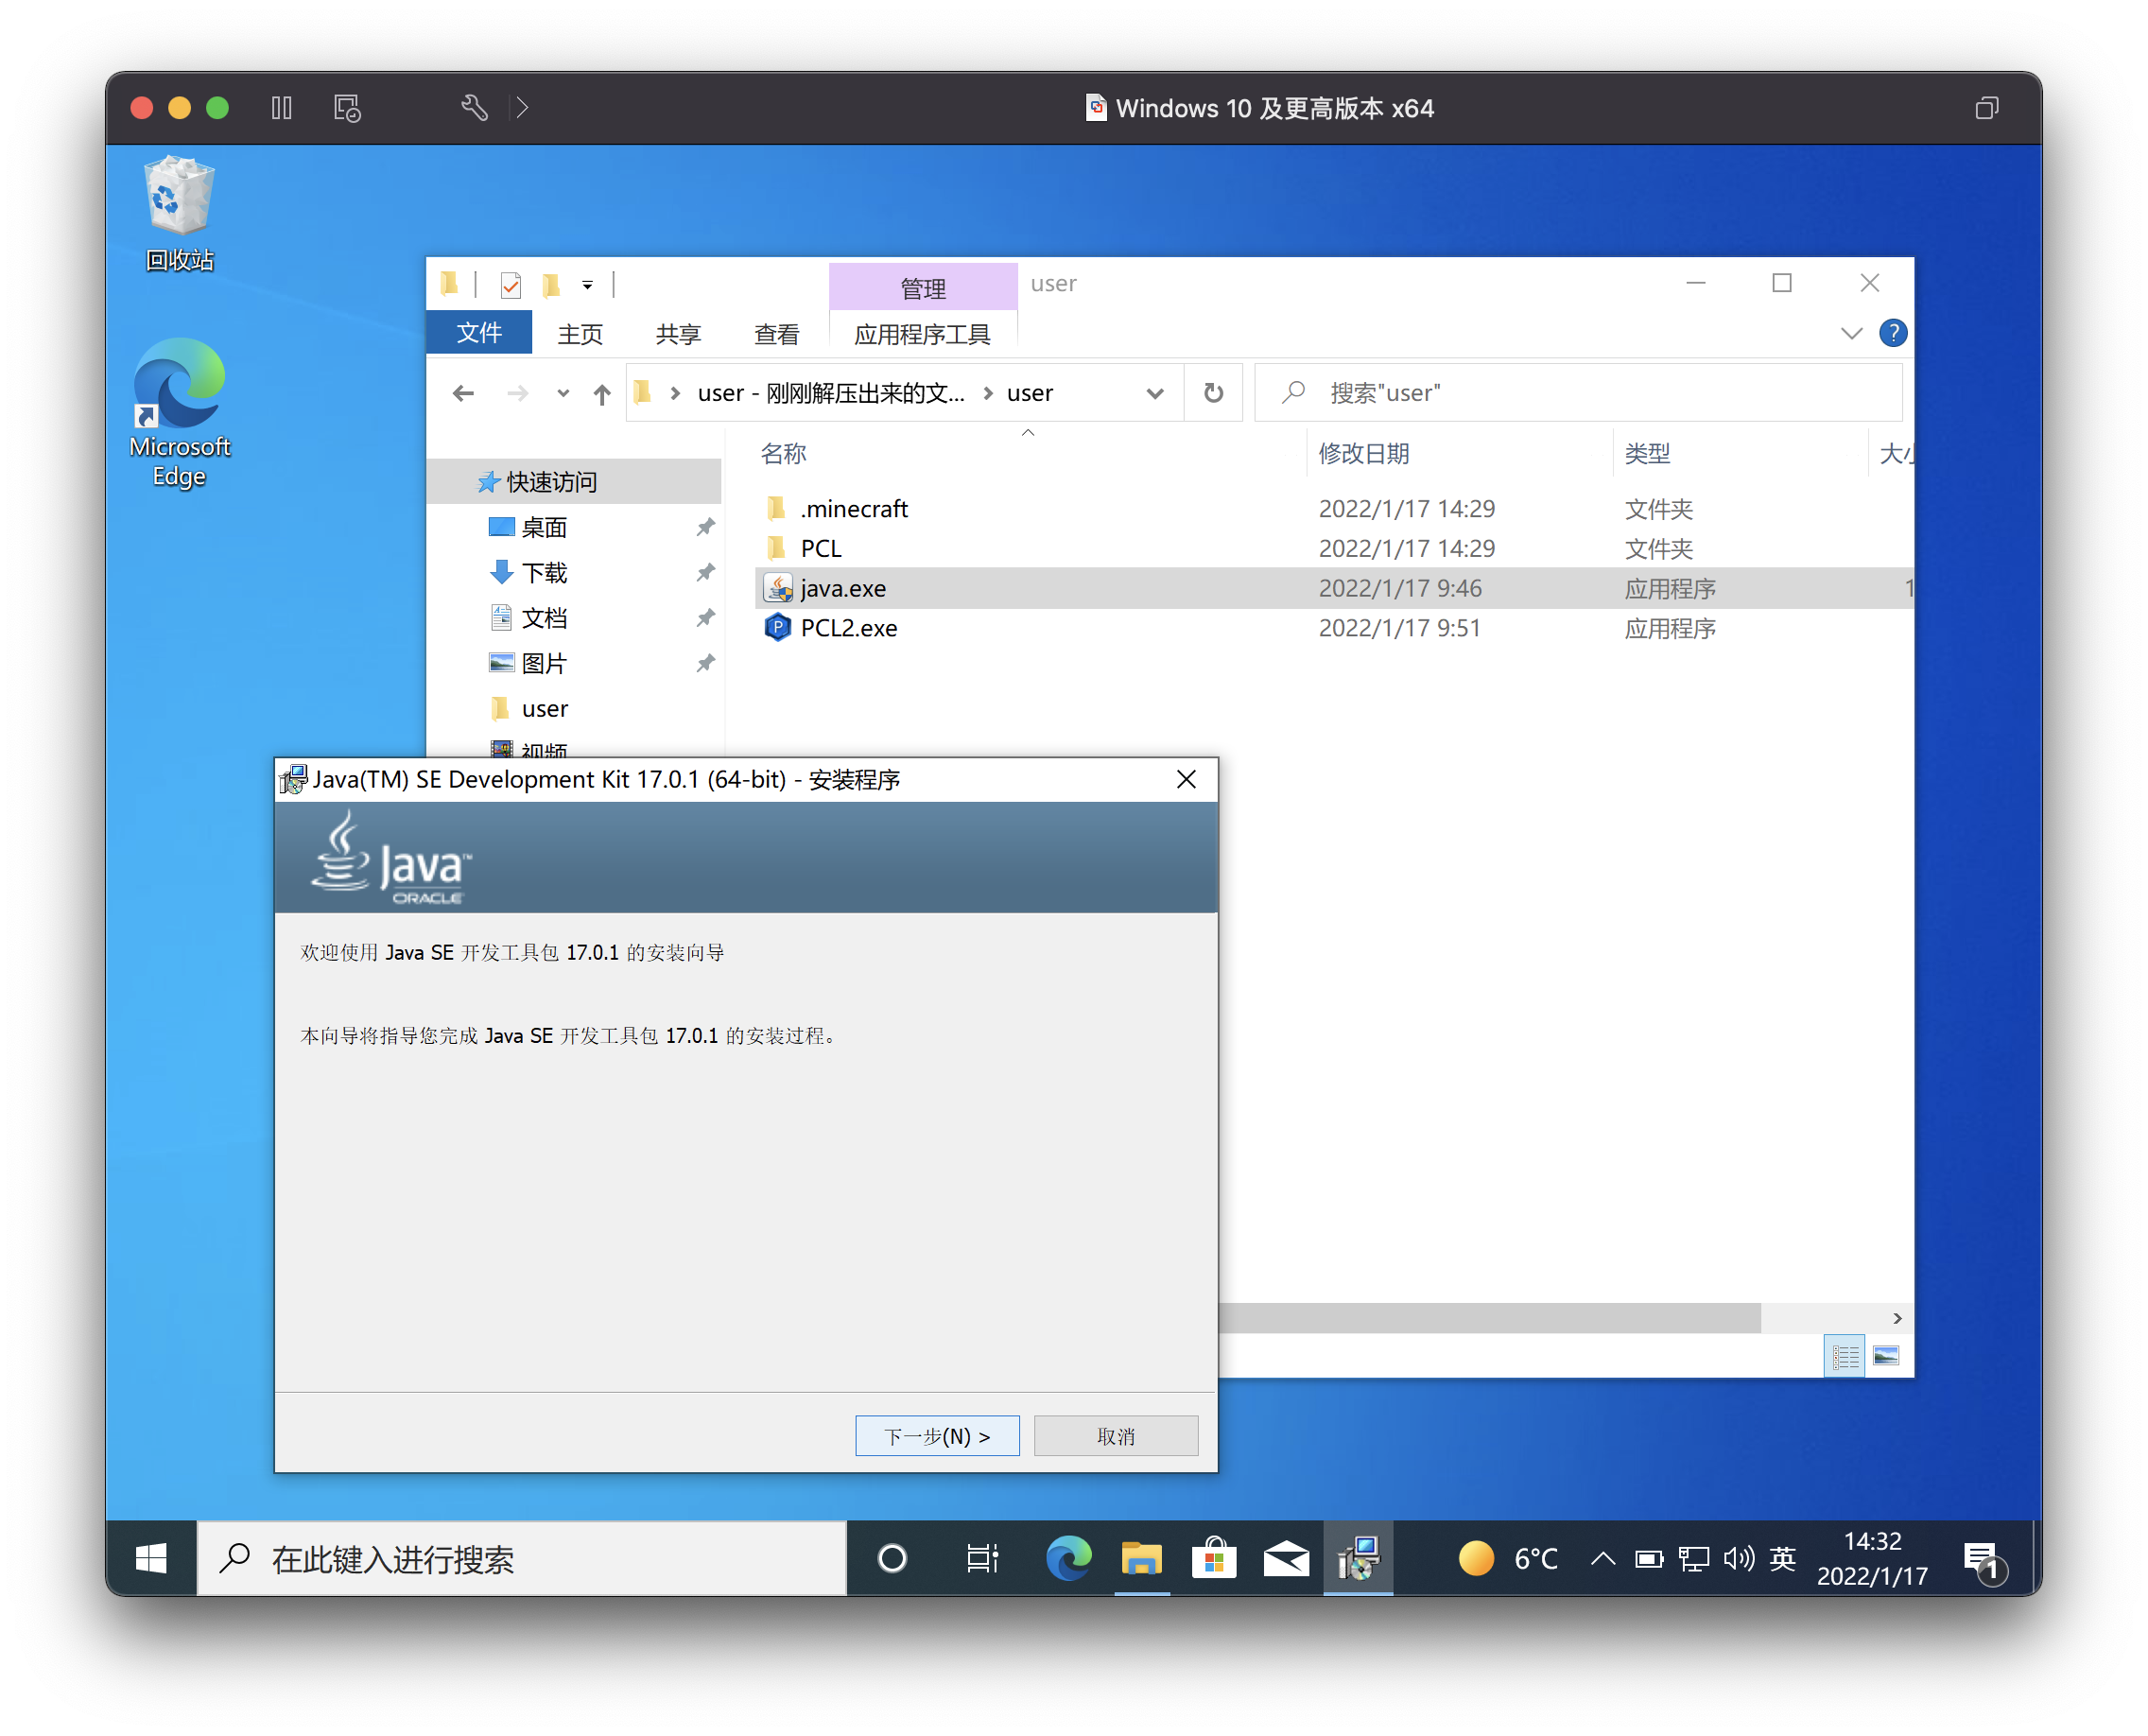 Windows 10 及更高版本 x64
回收站
Microsoft
Edge
管理
user
文件
主页
共享
查看
应用程序工具
user - 刚刚解压出来的文... › user
搜索"user"
名称
修改日期
类型
大小
快速访问
桌面
下载
文档
图片
user
视频
.minecraft 2022/1/17 14:29 文件夹
PCL 2022/1/17 14:29 文件夹
java.exe 2022/1/17 9:46 应用程序 1
PCL2.exe 2022/1/17 9:51 应用程序
Java(TM) SE Development Kit 17.0.1 (64-bit) - 安装程序
Java™
ORACLE
欢迎使用 Java SE 开发工具包 17.0.1 的安装向导
本向导将指导您完成 Java SE 开发工具包 17.0.1 的安装过程。
下一步(N) >
取消
在此键入进行搜索
6°C
英
14:32
2022/1/17
1